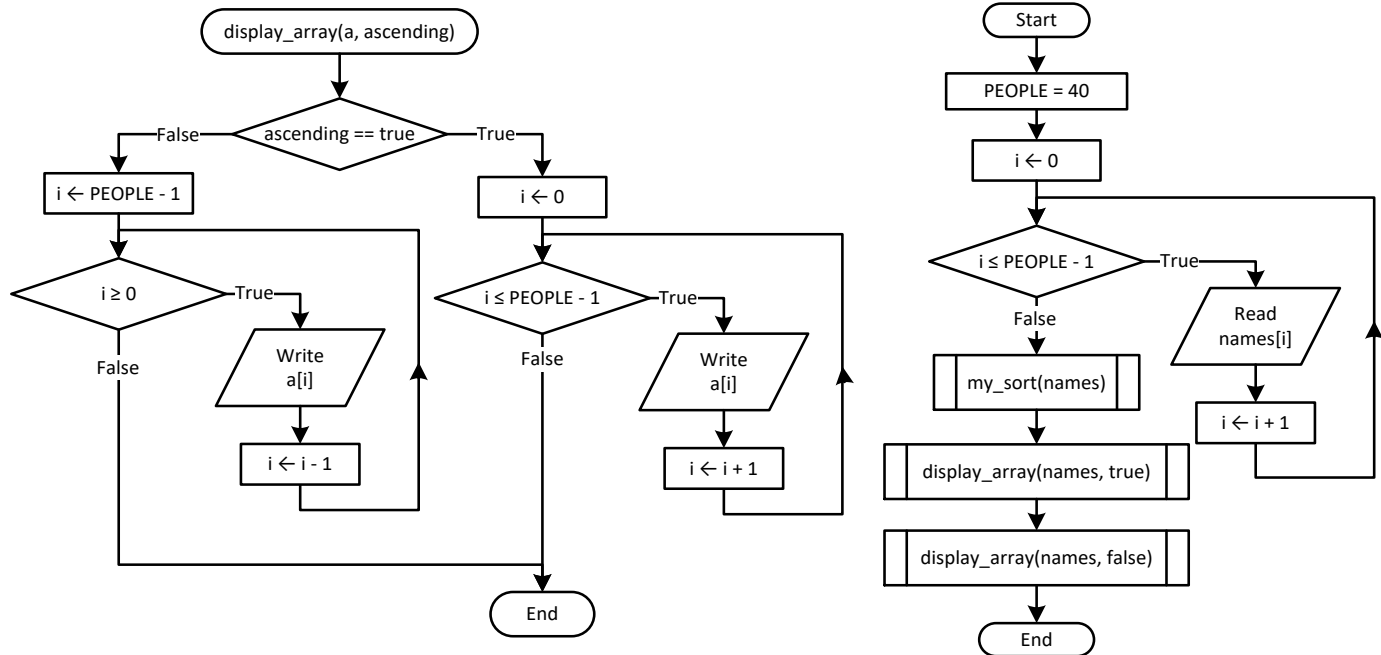 display_array(a, ascending)
ascending == true
False
True
i ← PEOPLE - 1
i ← 0
i ≥ 0
True
False
Write
a[i]
i ← i - 1
i ≤ PEOPLE - 1
True
False
Write
a[i]
i ← i + 1
End
Start
PEOPLE = 40
i ← 0
i ≤ PEOPLE - 1
True
False
Read
names[i]
i ← i + 1
my_sort(names)
display_array(names, true)
display_array(names, false)
End